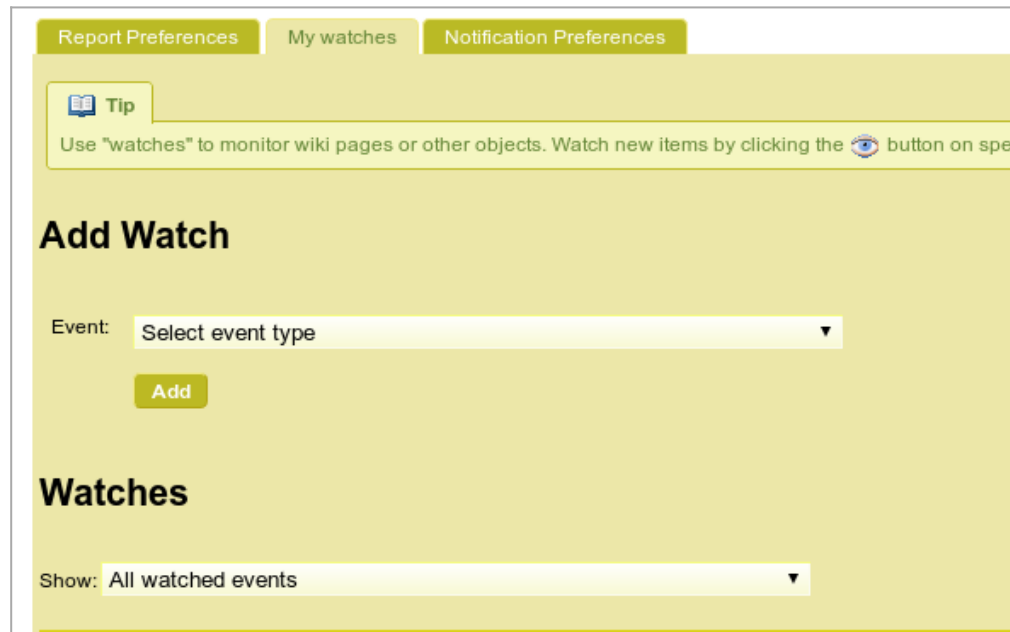 Report Preferences My watches Notification Preferences
Tip
Use "watches" to monitor wiki pages or other objects. Watch new items by clicking the button on spe
Add Watch
Event: Select event type
Add
Watches
Show: All watched events